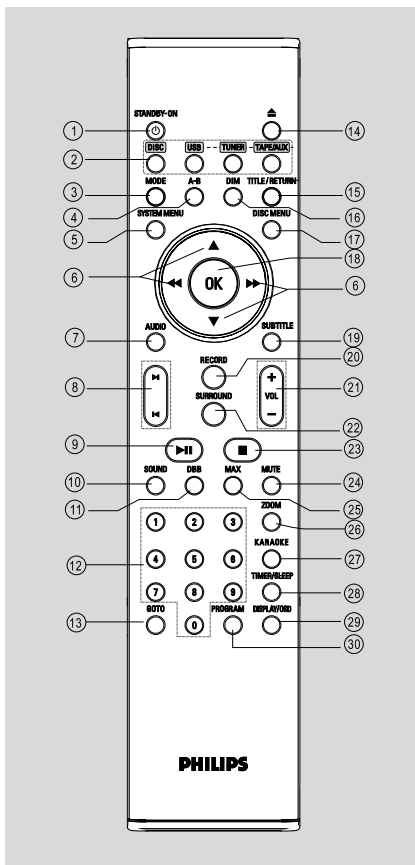 STANDBY-ON
1 14
DISC USB TUNER TAPE/AUX
2
MODE A-B DIM TITLE/RETURN
3 15
4 16
SYSTEM MENU DISC MENU
5 17
18
6 OK 6
AUDIO SUBTITLE
7 19
RECORD 20
8 VOL 21
SURROUND
22
9 23
SOUND DBB MAX MUTE
10 24
11 25
ZOOM
26
1 2 3
KARAOKE
12 4 5 6 27
TIMER/SLEEP
7 8 9 28
GOTO PROGRAM DISPLAY/OSD
13 0 29
30
PHILIPS